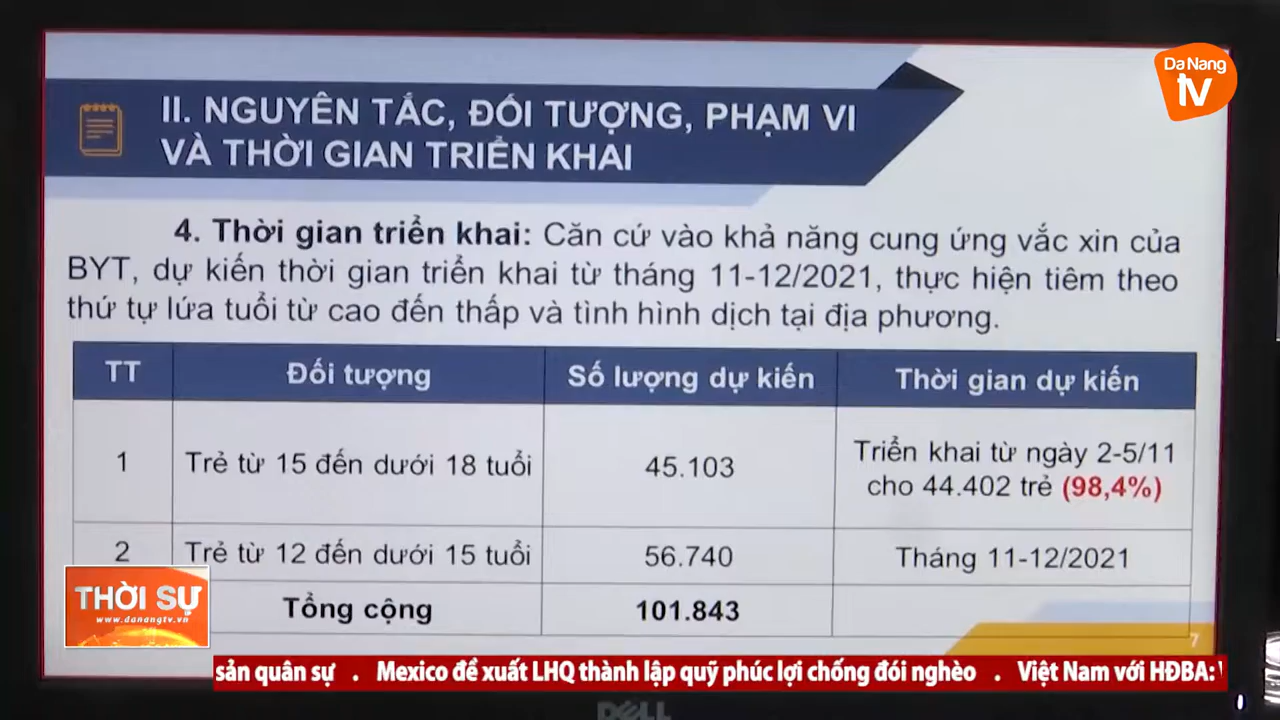 Da Nang
tv
II. NGUYÊN TẮC, ĐỐI TƯỢNG, PHẠM VI
VÀ THỜI GIAN TRIỂN KHAI
4. Thời gian triển khai: Căn cứ vào khả năng cung ứng vắc xin của
BYT, dự kiến thời gian triển khai từ tháng 11-12/2021, thực hiện tiêm theo
thứ tự lứa tuổi từ cao đến thấp và tình hình dịch tại địa phương.
TT Đối tượng Số lượng dự kiến Thời gian dự kiến
1 Trẻ từ 15 đến dưới 18 tuổi 45.103 Triển khai từ ngày 2-5/11
cho 44.402 trẻ (98,4%)
2 Trẻ từ 12 đến dưới 15 tuổi 56.740 Tháng 11-12/2021
Tổng cộng 101.843
7
THỜI SỰ
www.danangtv.vn
sản quân sự . Mexico đề xuất LHQ thành lập quỹ phúc lợi chống đói nghèo . Việt Nam với HĐBA:
DELL